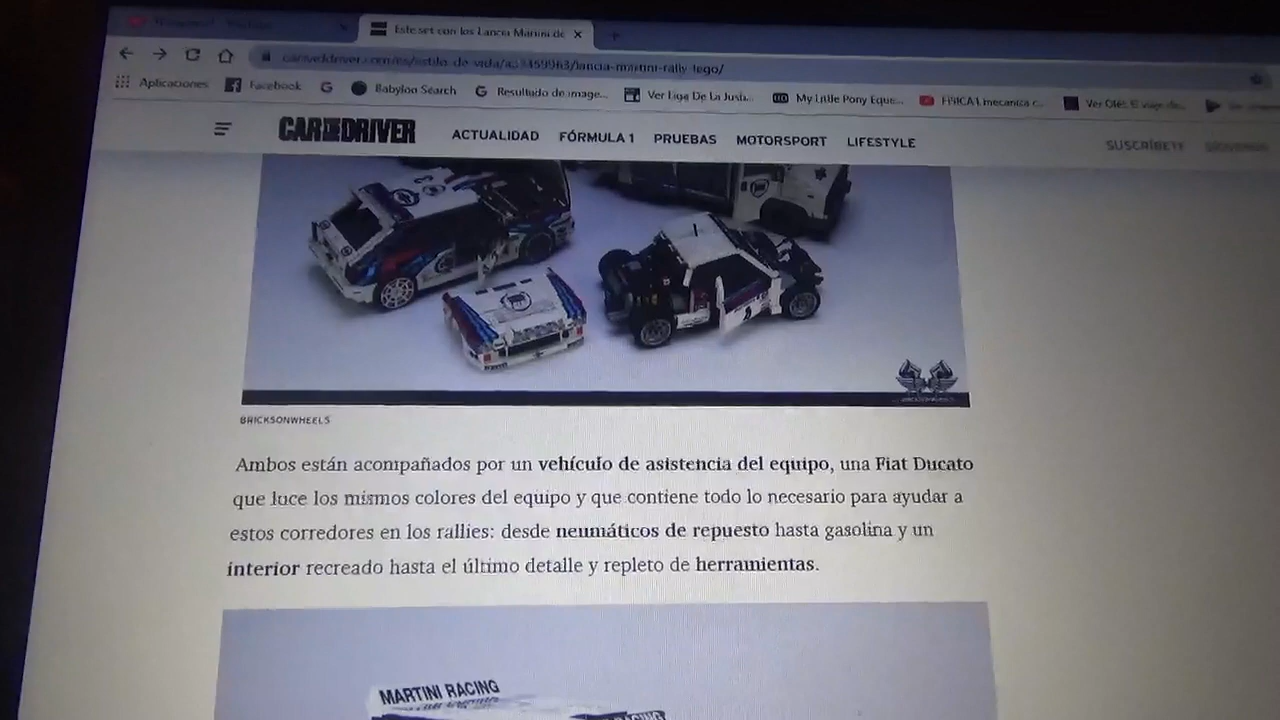 Este set con los Lancia Martini de
Aplicaciones
Facebook
Babylon Search
Resultado de image...
Ver Liga De La Justi...
My Little Pony Eque...
FISICA I mecanica c...
CAR AND DRIVER
ACTUALIDAD
FÓRMULA 1
PRUEBAS
MOTORSPORT
LIFESTYLE
SUSCRÍBETE
BRICKSONWHEELS
Ambos están acompañados por un vehículo de asistencia del equipo, una Fiat Ducato
que luce los mismos colores del equipo y que contiene todo lo necesario para ayudar a
estos corredores en los rallies: desde neumáticos de repuesto hasta gasolina y un
interior recreado hasta el último detalle y repleto de herramientas.
MARTINI RACING
RACING